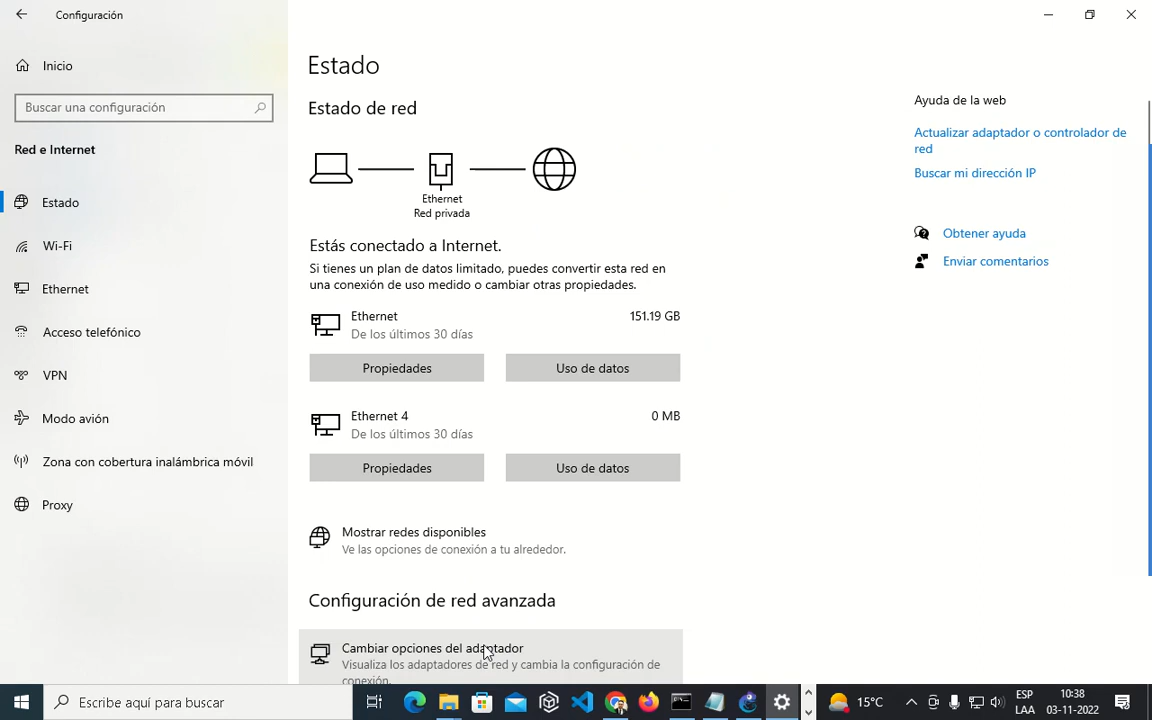 Configuración
Inicio
Buscar una configuración
Red e Internet
Estado
Wi-Fi
Ethernet
Acceso telefónico
VPN
Modo avión
Zona con cobertura inalámbrica móvil
Proxy
Estado
Estado de red
Ethernet
Red privada
Estás conectado a Internet.
Si tienes un plan de datos limitado, puedes convertir esta red en
una conexión de uso medido o cambiar otras propiedades.
Ethernet 151.19 GB
De los últimos 30 días
Propiedades Uso de datos
Ethernet 4 0 MB
De los últimos 30 días
Propiedades Uso de datos
Mostrar redes disponibles
Ve las opciones de conexión a tu alrededor.
Configuración de red avanzada
Cambiar opciones del adaptador
Visualiza los adaptadores de red y cambia la configuración de
conexión.
Ayuda de la web
Actualizar adaptador o controlador de
red
Buscar mi dirección IP
Obtener ayuda
Enviar comentarios
Escribe aquí para buscar
15°C
ESP
LAA
10:38
03-11-2022